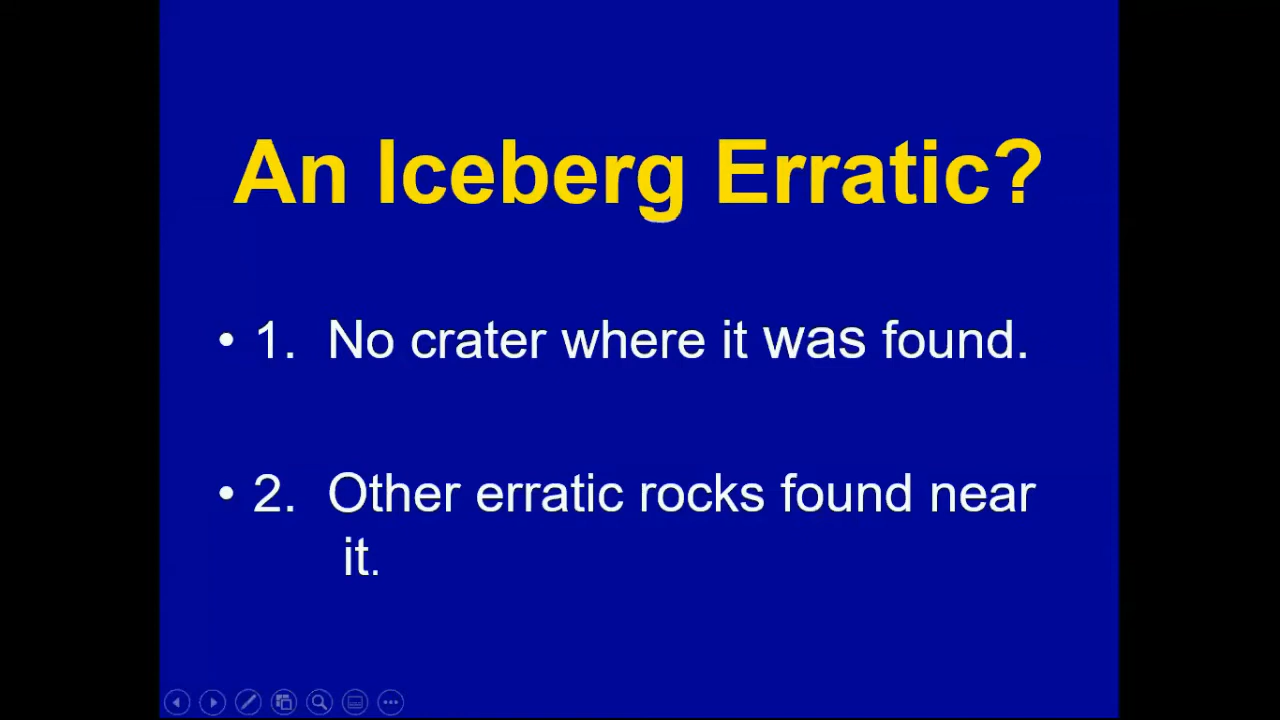 An Iceberg Erratic?
• 1. No crater where it was found.
• 2. Other erratic rocks found near
it.